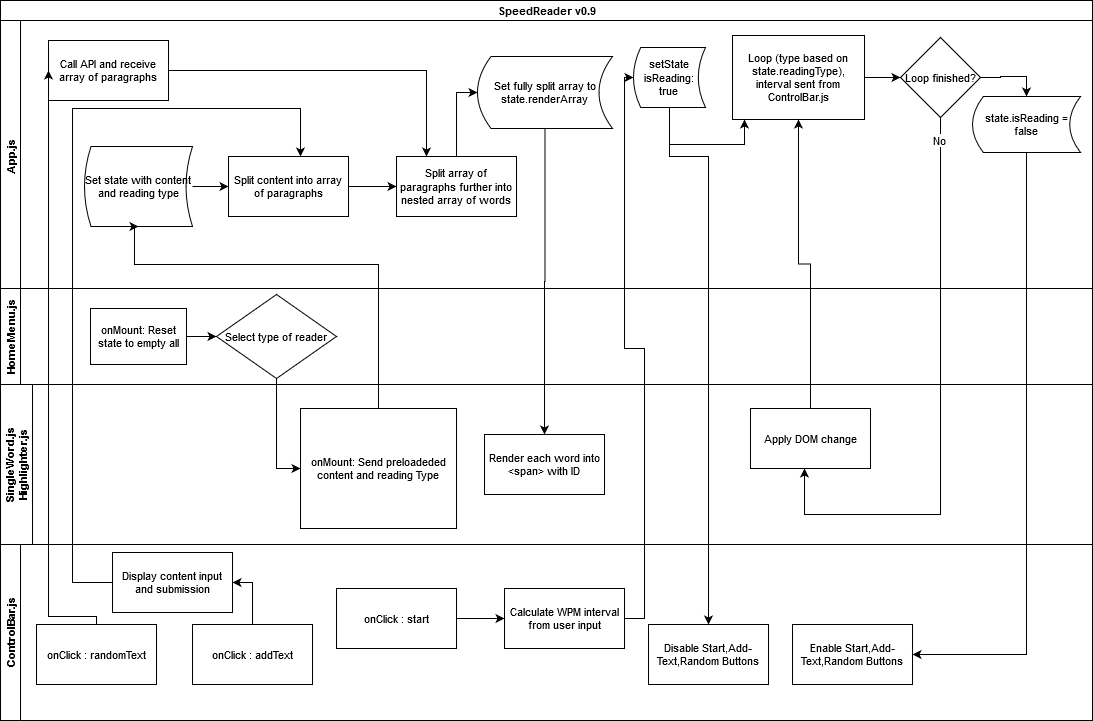 SpeedReader v0.9
App.js
Call API and receive
array of paragraphs
Set state with content
and reading type
Split content into array
of paragraphs
Split array of
paragraphs further into
nested array of words
Set fully split array to
state.renderArray
setState
isReading:
true
Loop (type based on
state.readingType),
interval sent from
ControlBar.js
Loop finished?
No
state.isReading =
false
HomeMenu.js
onMount: Reset
state to empty all
Select type of reader
SingleWord.js
Highlighter.js
onMount: Send preloadeded
content and reading Type
Render each word into
<span> with ID
Apply DOM change
ControlBar.js
Display content input
and submission
onClick : randomText
onClick : addText
onClick : start
Calculate WPM interval
from user input
Disable Start,Add-
Text,Random Buttons
Enable Start,Add-
Text,Random Buttons